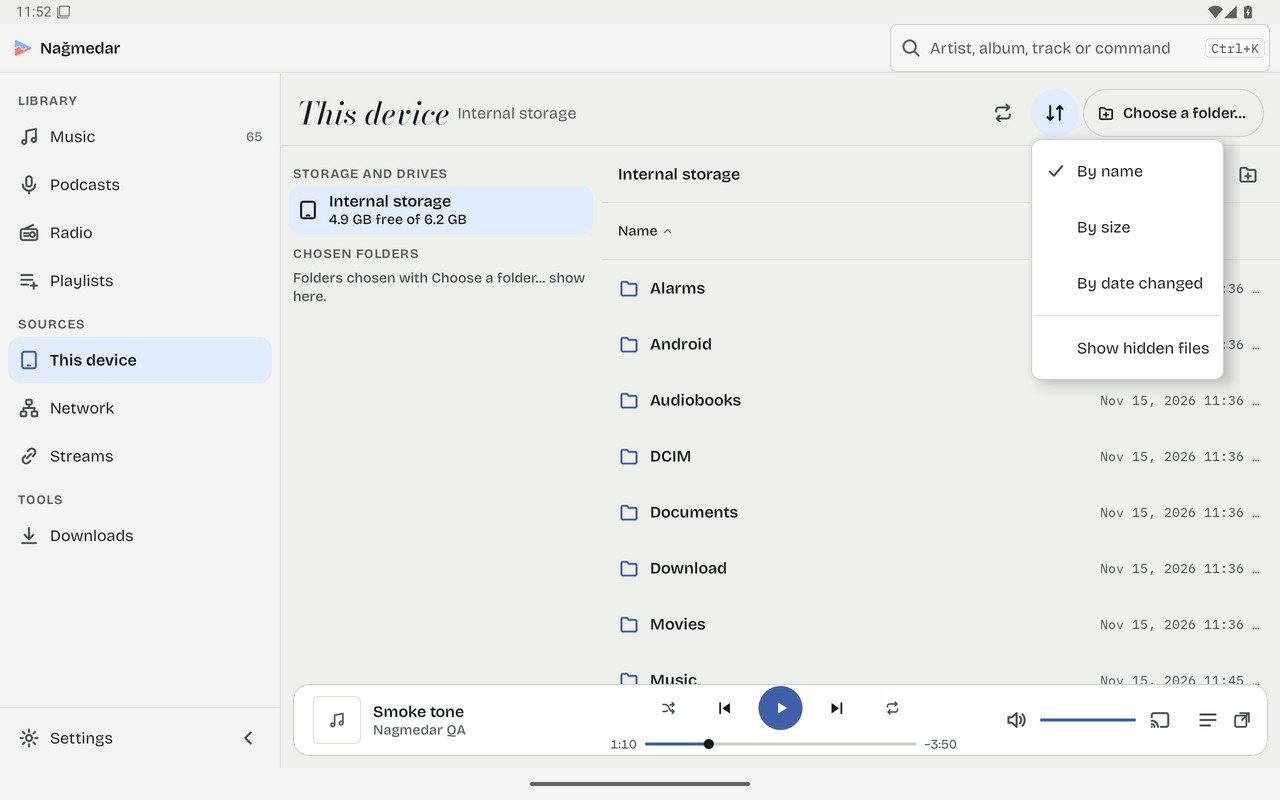 11:52
Nağmedar
Artist, album, track or command
Ctrl+K
LIBRARY
Music 65
Podcasts
Radio
Playlists
SOURCES
This device
Network
Streams
TOOLS
Downloads
Settings
This device Internal storage
Choose a folder...
STORAGE AND DRIVES
Internal storage
4.9 GB free of 6.2 GB
CHOSEN FOLDERS
Folders chosen with Choose a folder... show
here.
Internal storage
Name
By name
By size
By date changed
Show hidden files
Alarms :36 …
Android :36 …
Audiobooks Nov 15, 2026 11:36 …
DCIM Nov 15, 2026 11:36 …
Documents Nov 15, 2026 11:36 …
Download Nov 15, 2026 11:36 …
Movies Nov 15, 2026 11:36 …
Music Nov 15, 2026 11:45 …
Smoke tone
Nagmedar QA
1:10 -3:50